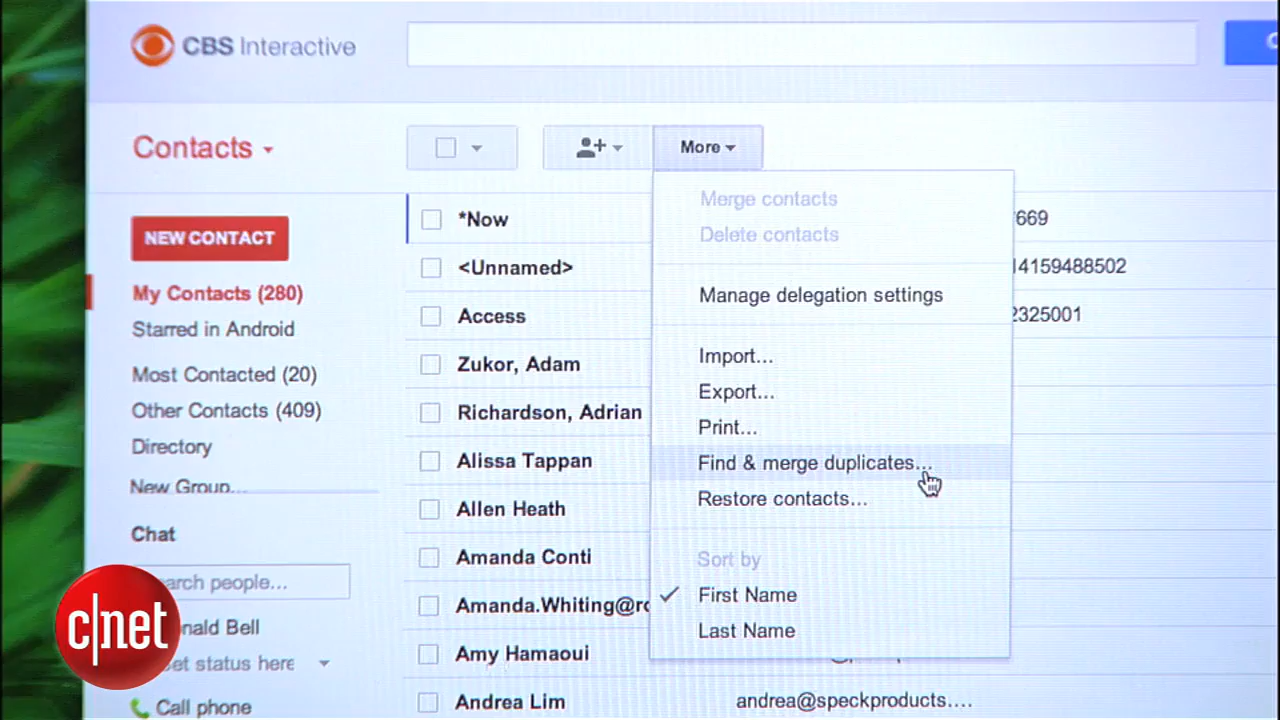 CBS Interactive
Contacts
More
NEW CONTACT
My Contacts (280)
Starred in Android
Most Contacted (20)
Other Contacts (409)
Directory
New Group...
Chat
arch people...
nald Bell
et status here
Call phone
*Now
<Unnamed>
Access
Zukor, Adam
Richardson, Adrian
Alissa Tappan
Allen Heath
Amanda Conti
Amanda.Whiting@ro
Amy Hamaoui
Andrea Lim
Merge contacts
Delete contacts
Manage delegation settings
Import...
Export...
Print...
Find & merge duplicates...
Restore contacts...
Sort by
First Name
Last Name
669
14159488502
2325001
andrea@speckproducts....
c|net